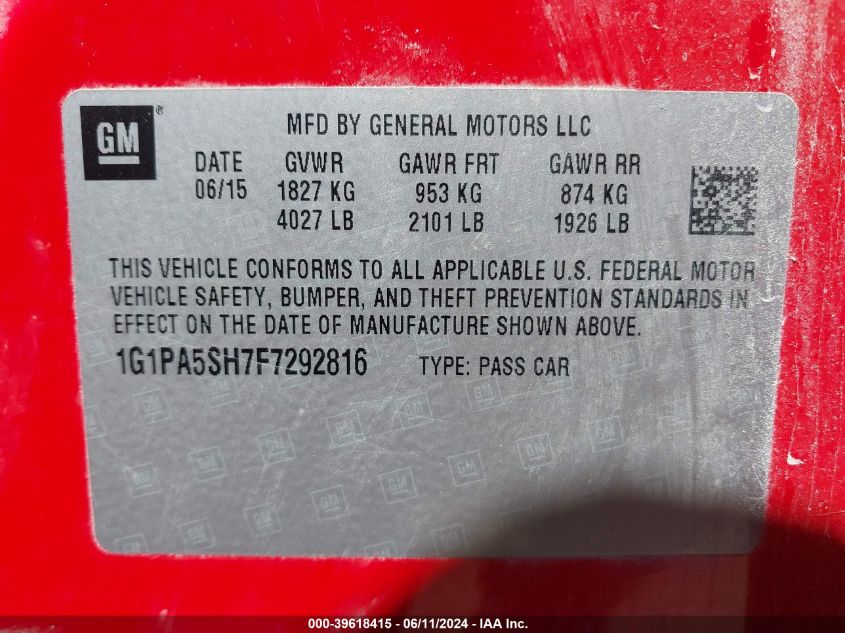 GM ®
MFD BY GENERAL MOTORS LLC
DATE GVWR GAWR FRT GAWR RR
06/15 1827 KG 953 KG 874 KG
4027 LB 2101 LB 1926 LB
THIS VEHICLE CONFORMS TO ALL APPLICABLE U.S. FEDERAL MOTOR
VEHICLE SAFETY, BUMPER, AND THEFT PREVENTION STANDARDS IN
EFFECT ON THE DATE OF MANUFACTURE SHOWN ABOVE.
1G1PA5SH7F7292816 TYPE: PASS CAR
000-39618415 - 06/11/2024 - IAA Inc.